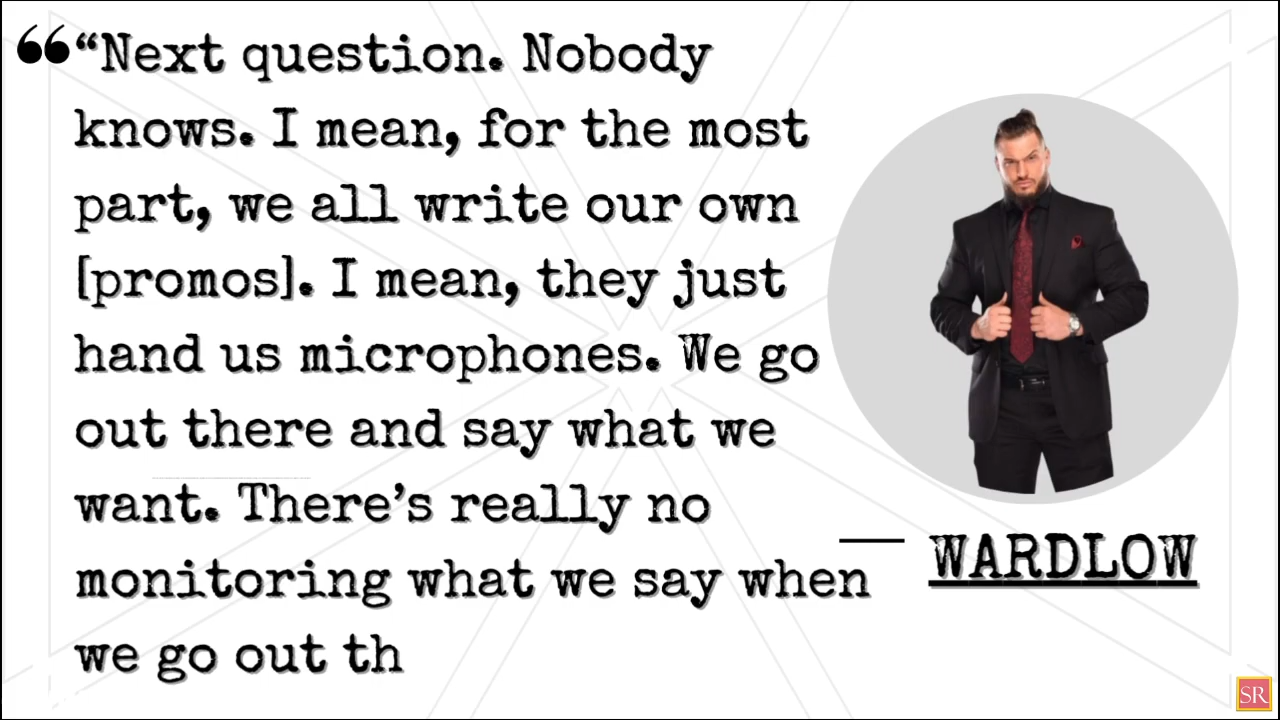 ❝“Next question. Nobody
knows. I mean, for the most
part, we all write our own
[promos]. I mean, they just
hand us microphones. We go
out there and say what we
want. There’s really no
monitoring what we say when
we go out th
— WARDLOW
SR